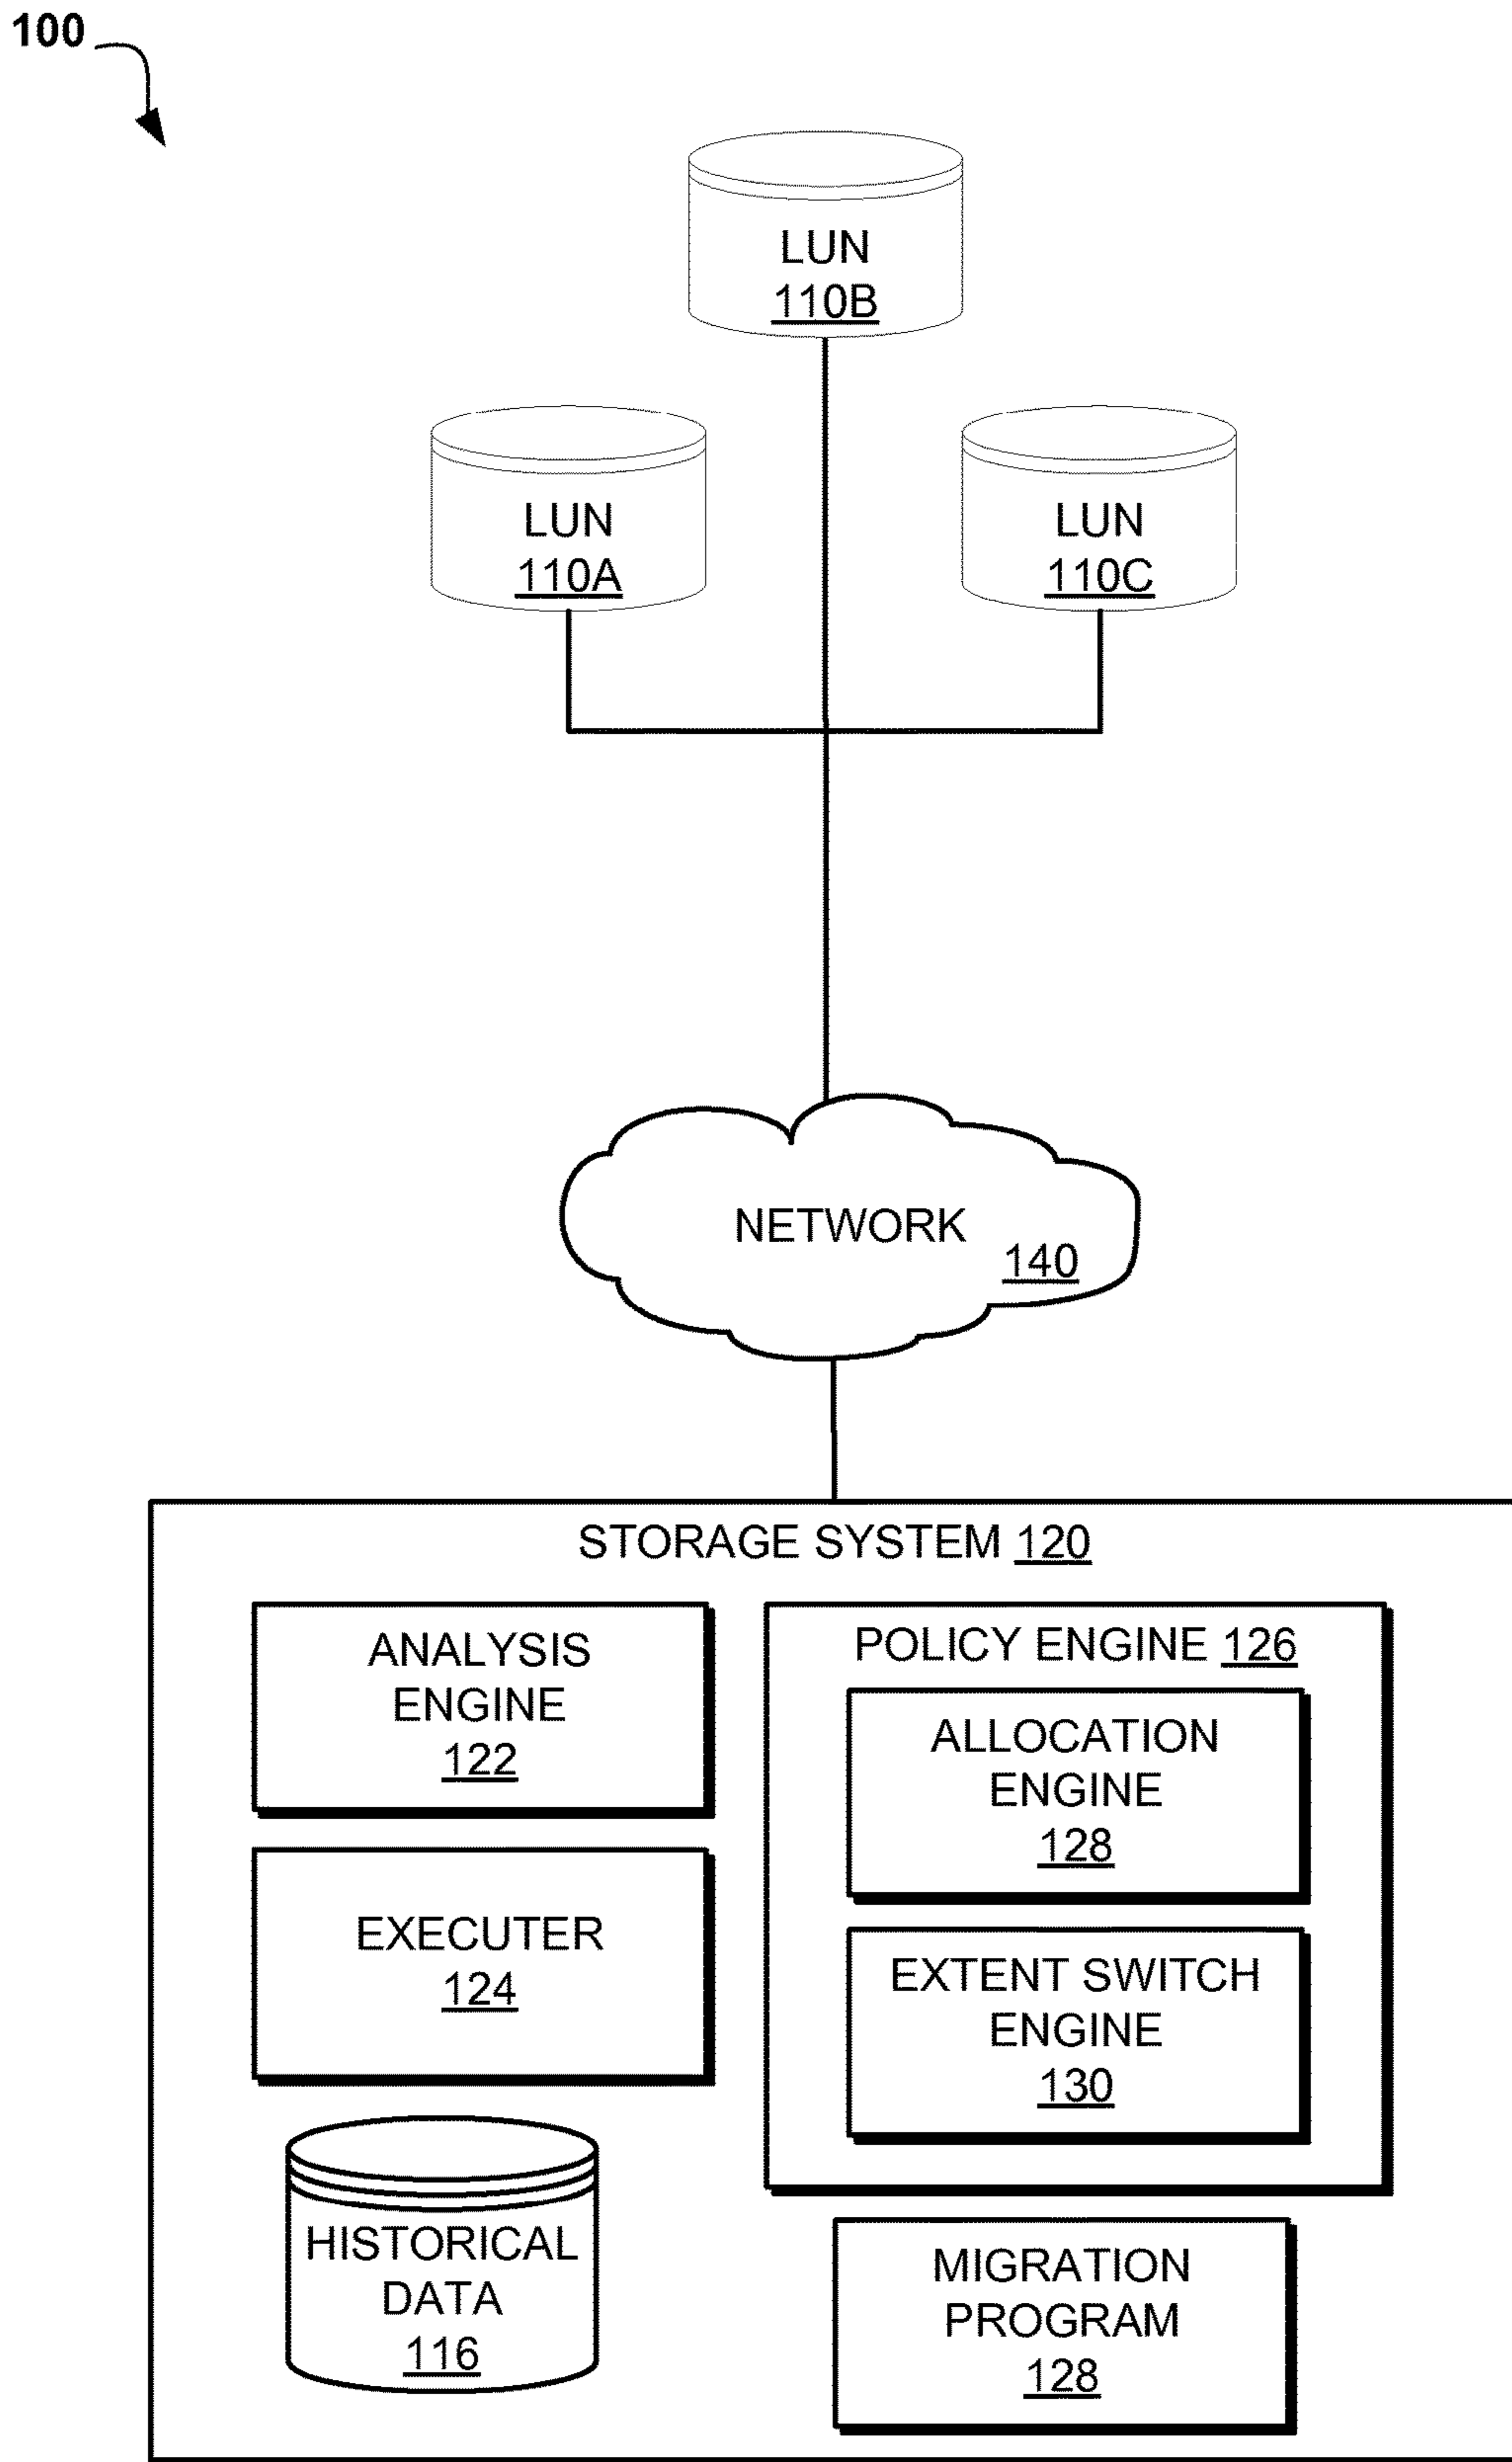 100
LUN
110B
LUN
110A
LUN
110C
NETWORK
140
STORAGE SYSTEM 120
ANALYSIS
ENGINE
122
EXECUTER
124
HISTORICAL
DATA
116
POLICY ENGINE 126
ALLOCATION
ENGINE
128
EXTENT SWITCH
ENGINE
130
MIGRATION
PROGRAM
128